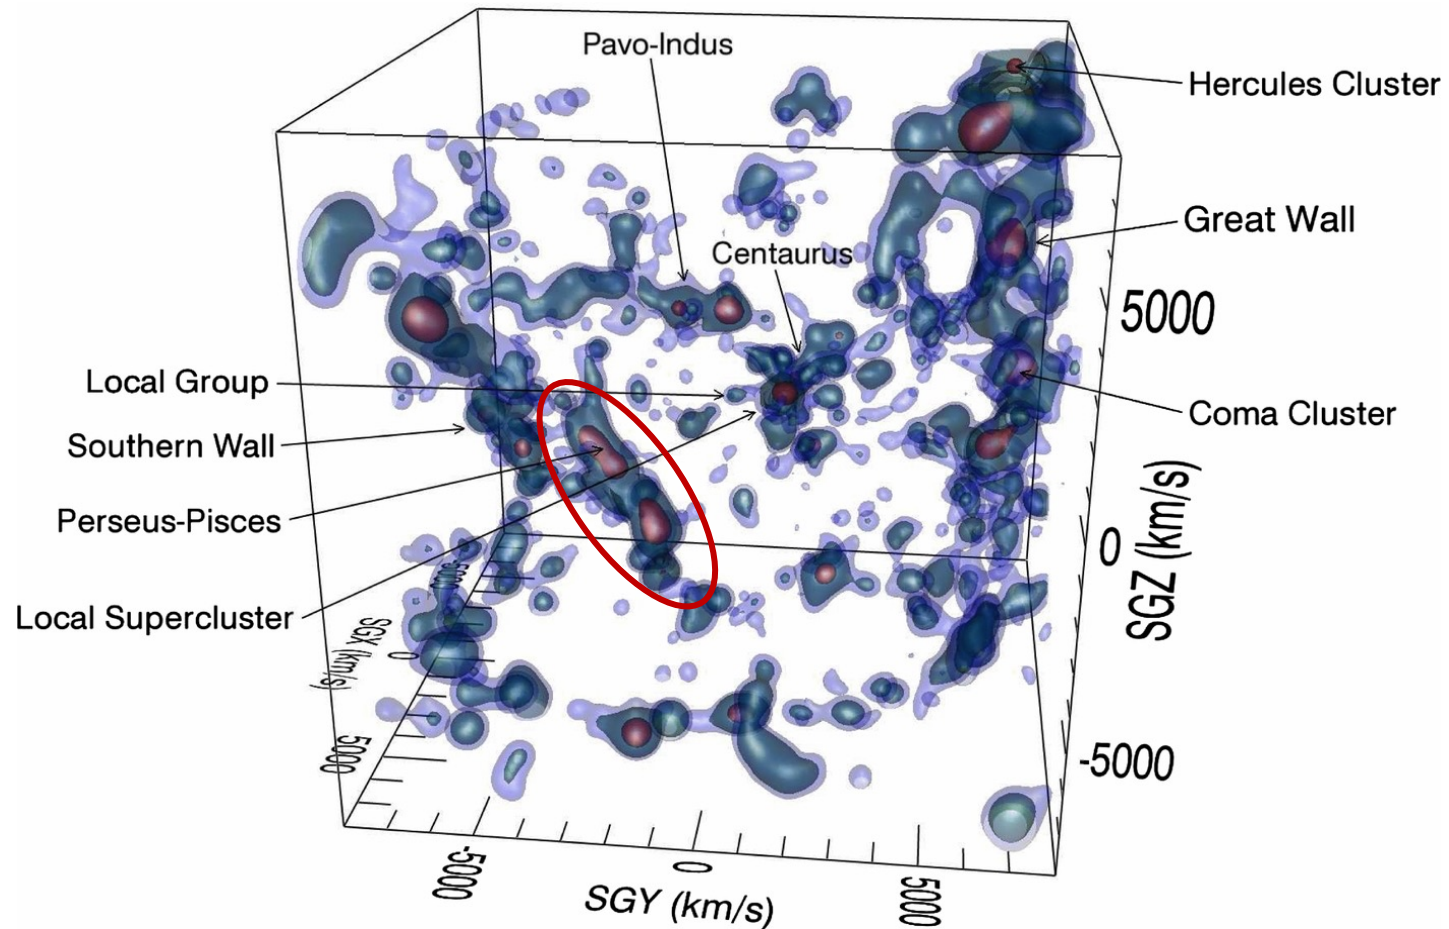 Pavo-Indus
Hercules Cluster
Great Wall
Centaurus
5000
Local Group
Coma Cluster
Southern Wall
Perseus-Pisces
0
SGZ (km/s)
Local Supercluster
-5000
SGX (km/s)
0
5000
-5000
-5000
0
5000
SGY (km/s)